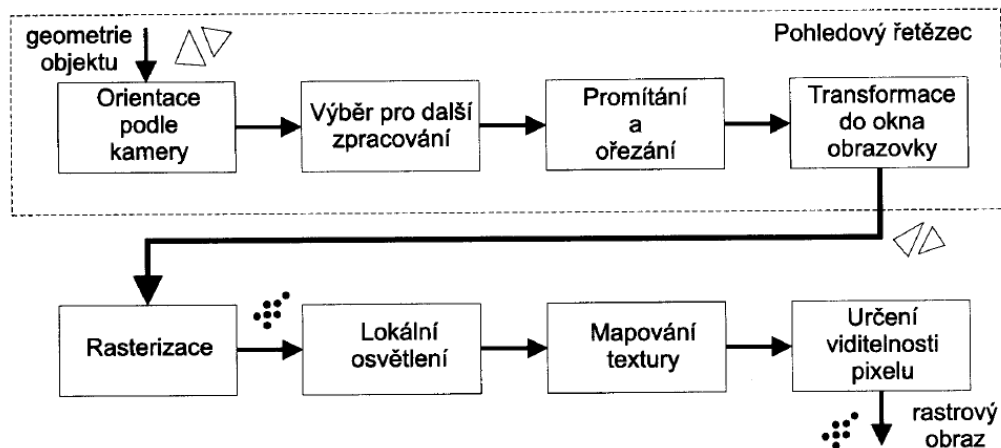 geometrie
objektu
Pohledový řetězec
Orientace
podle
kamery
Výběr pro další
zpracování
Promítání
a
ořezání
Transformace
do okna
obrazovky
Rasterizace
Lokální
osvětlení
Mapování
textury
Určení
viditelnosti
pixelu
rastrový
obraz